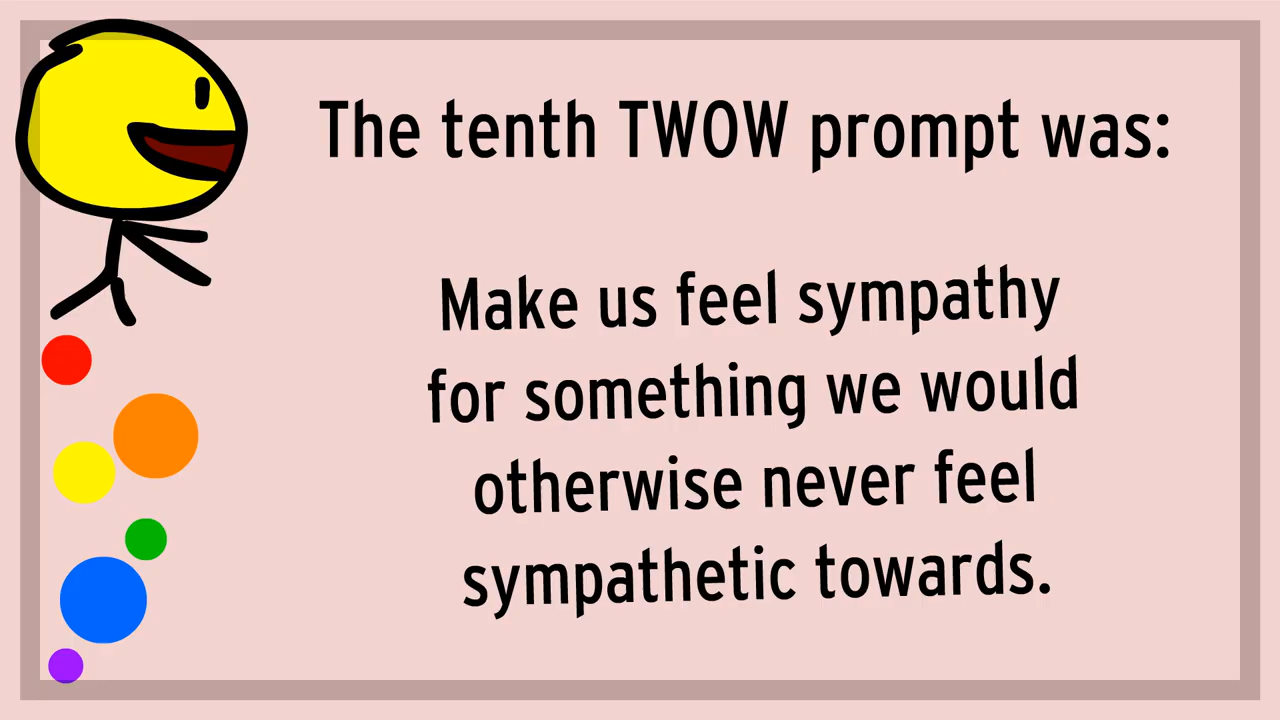 The tenth TWOW prompt was:
Make us feel sympathy
for something we would
otherwise never feel
sympathetic towards.